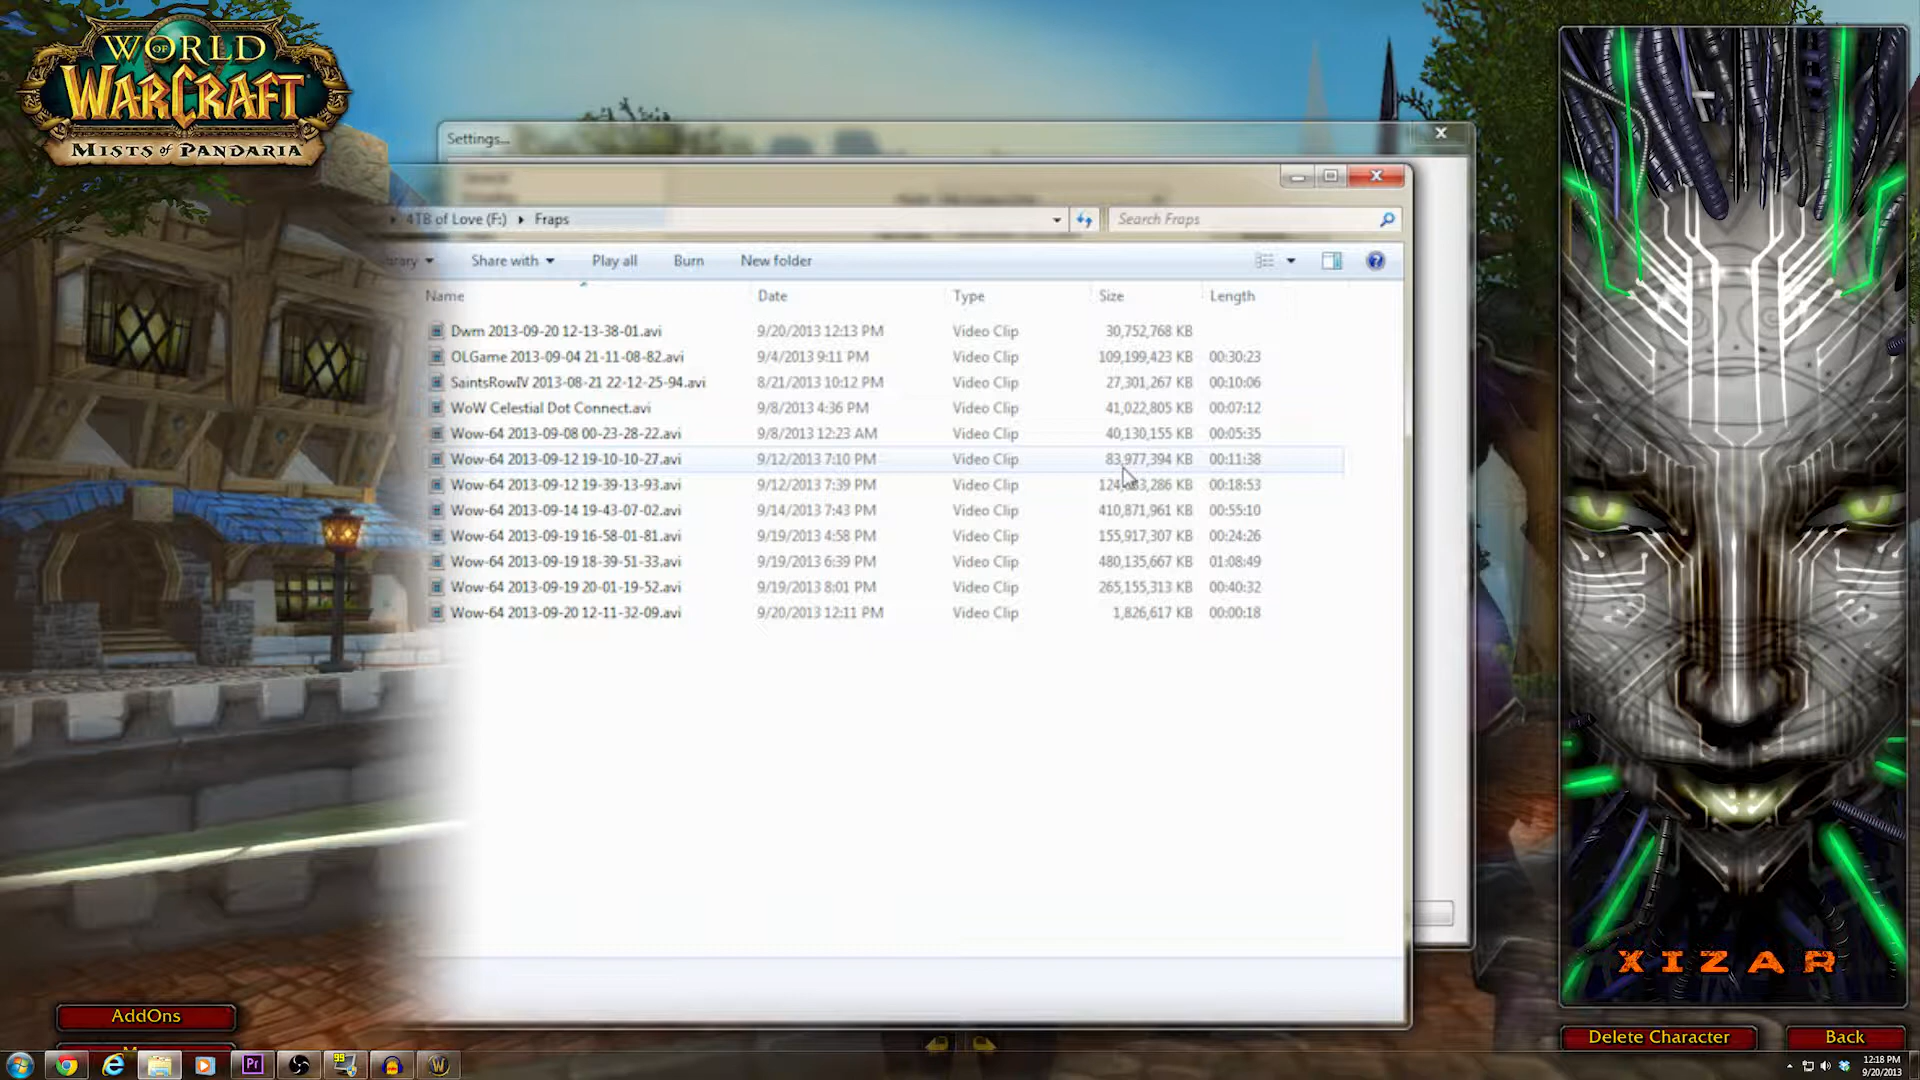 WORLD
OF
WARCRAFT
MISTS of PANDARIA
Settings...
4TB of Love (F:) Fraps
Search Fraps
Share with Play all Burn New folder
Name Date Type Size Length
Dwm 2013-09-20 12-13-38-01.avi 9/20/2013 12:13 PM Video Clip 30,752,768 KB
OLGame 2013-09-04 21-11-08-82.avi 9/4/2013 9:11 PM Video Clip 109,199,423 KB 00:30:23
SaintsRowIV 2013-08-21 22-12-25-94.avi 8/21/2013 10:12 PM Video Clip 27,301,267 KB 00:10:06
WoW Celestial Dot Connect.avi 9/8/2013 4:36 PM Video Clip 41,022,805 KB 00:07:12
Wow-64 2013-09-08 00-23-28-22.avi 9/8/2013 12:23 AM Video Clip 40,130,155 KB 00:05:35
Wow-64 2013-09-12 19-10-10-27.avi 9/12/2013 7:10 PM Video Clip 83,977,394 KB 00:11:38
Wow-64 2013-09-12 19-39-13-93.avi 9/12/2013 7:39 PM Video Clip KB 00:18:53
Wow-64 2013-09-14 19-43-07-02.avi 9/14/2013 7:43 PM Video Clip 410,871,961 KB 00:55:10
Wow-64 2013-09-19 16-58-01-81.avi 9/19/2013 4:58 PM Video Clip 155,917,307 KB 00:24:26
Wow-64 2013-09-19 18-39-51-33.avi 9/19/2013 6:39 PM Video Clip 480,135,667 KB 01:08:49
Wow-64 2013-09-19 20-01-19-52.avi 9/19/2013 8:01 PM Video Clip 265,155,313 KB 00:40:32
Wow-64 2013-09-20 12-11-32-09.avi 9/20/2013 12:11 PM Video Clip 1,826,617 KB 00:00:18
XIZAR
AddOns
Delete Character
Back
Pr
99
12:18 PM
9/20/2013